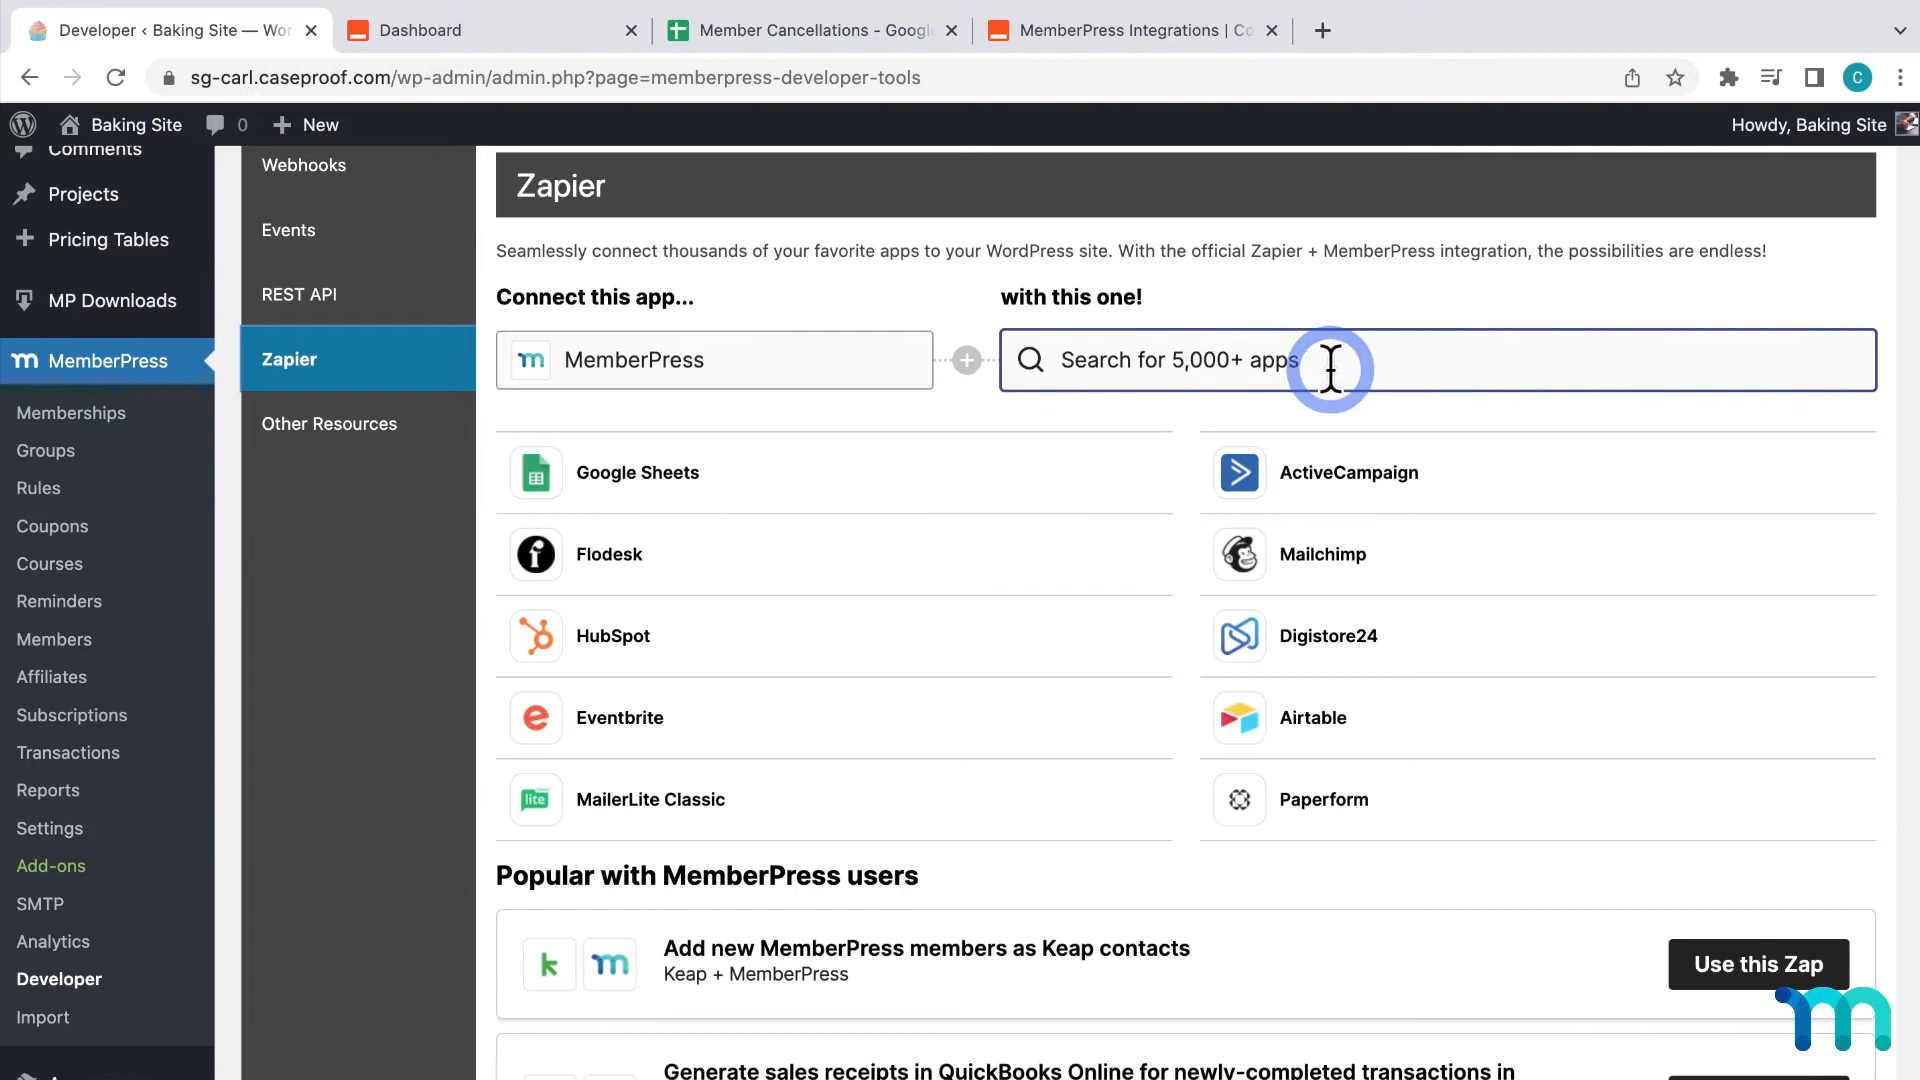 Developer ‹ Baking Site — Wor
Dashboard
Member Cancellations - Googl
MemberPress Integrations | Co
sg-carl.caseproof.com/wp-admin/admin.php?page=memberpress-developer-tools
C
Baking Site
0
New
Howdy, Baking Site
Comments
Projects
Pricing Tables
MP Downloads
MemberPress
Memberships
Groups
Rules
Coupons
Courses
Reminders
Members
Affiliates
Subscriptions
Transactions
Reports
Settings
Add-ons
SMTP
Analytics
Developer
Import
Webhooks
Events
REST API
Zapier
Other Resources
Zapier
Seamlessly connect thousands of your favorite apps to your WordPress site. With the official Zapier + MemberPress integration, the possibilities are endless!
Connect this app...
with this one!
MemberPress
Search for 5,000+ apps
Google Sheets
ActiveCampaign
Flodesk
Mailchimp
HubSpot
Digistore24
Eventbrite
Airtable
lite
MailerLite Classic
Paperform
Popular with MemberPress users
Add new MemberPress members as Keap contacts
Keap + MemberPress
Use this Zap
Generate sales receipts in QuickBooks Online for newly-completed transactions in